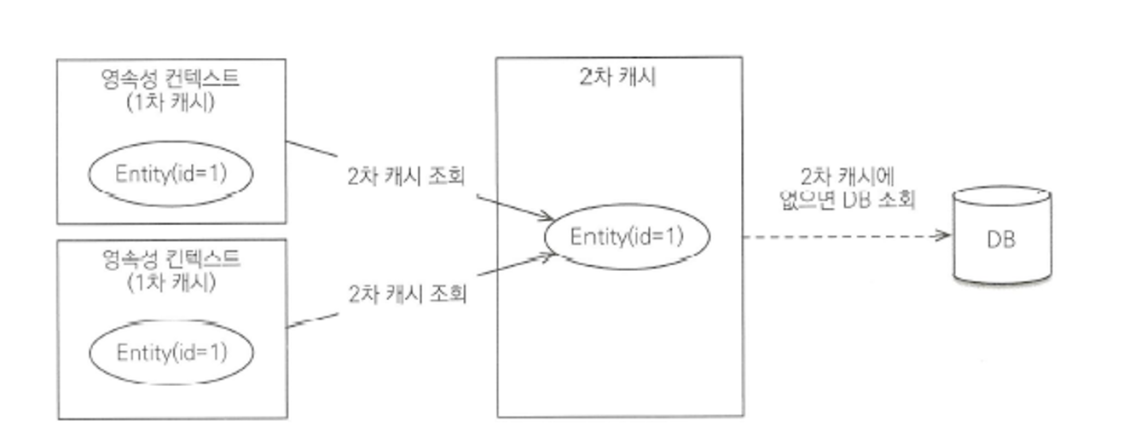 영속성 컨텍스트
(1차 캐시)
Entity(id=1)
2차 캐시 조회
영속성 컨텍스트
(1차 캐시)
Entity(id=1)
2차 캐시 조회
2차 캐시
Entity(id=1)
2차 캐시에
없으면 DB 조회
DB